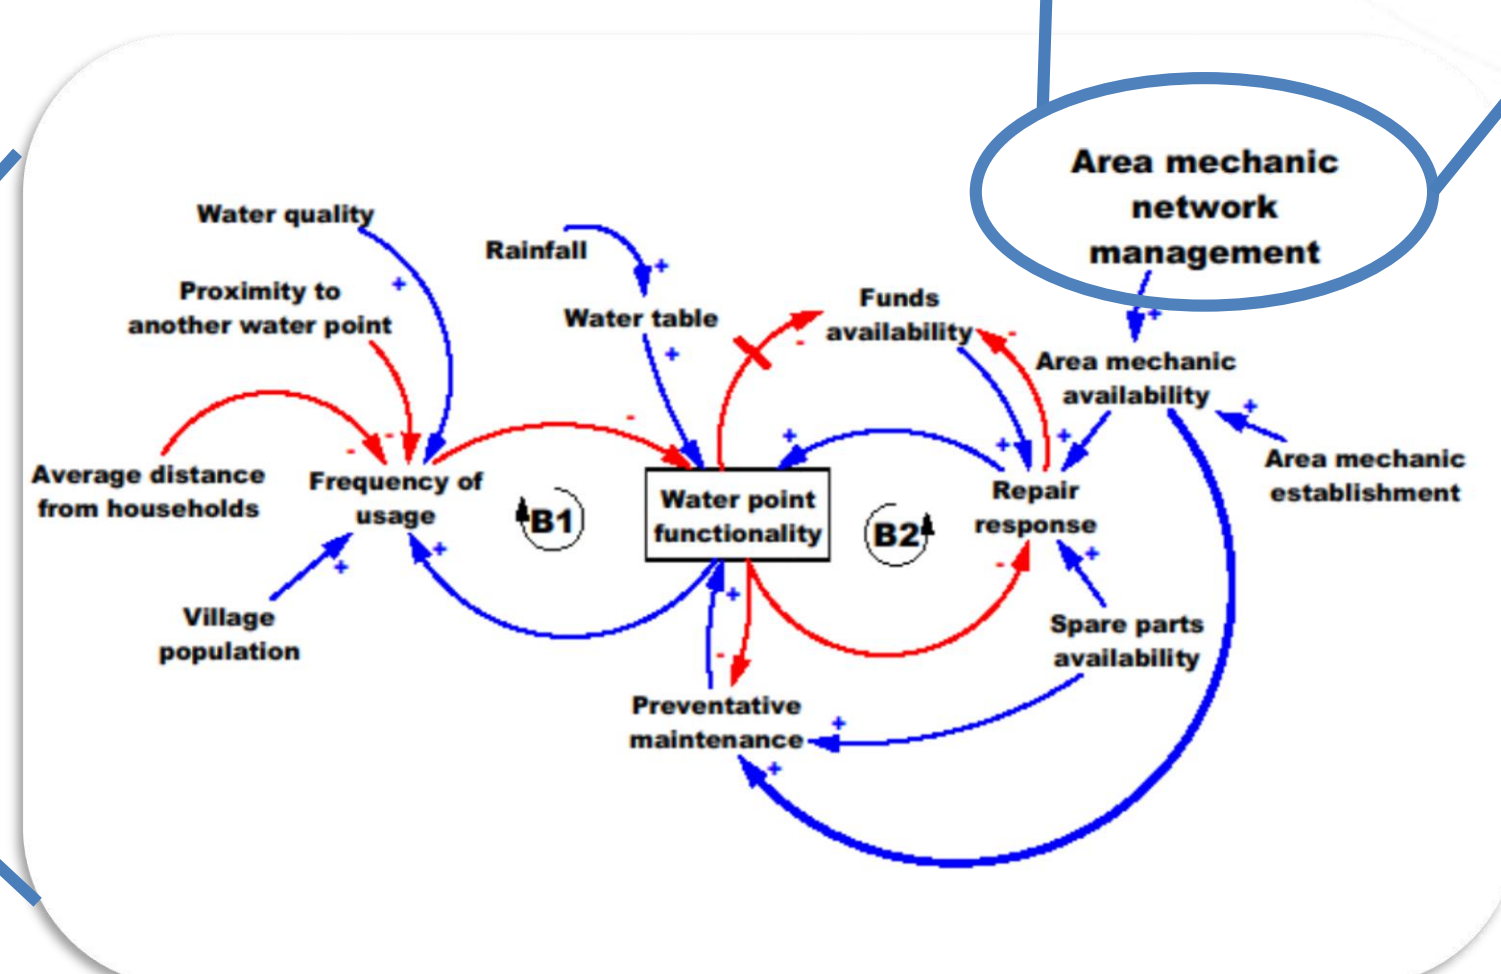 Area mechanic
network
management
Water quality
+
Rainfall
+
Proximity to
another water point
Funds
availability
Water table
+
-
-
+
Area mechanic
availability
+
Average distance
from households
-
-
Frequency of
usage
-
+
+
+
Area mechanic
establishment
B1
Water point
functionality
B2
Repair
response
+
+
+
-
+
Village
population
Spare parts
availability
-
Preventative
maintenance
+
+